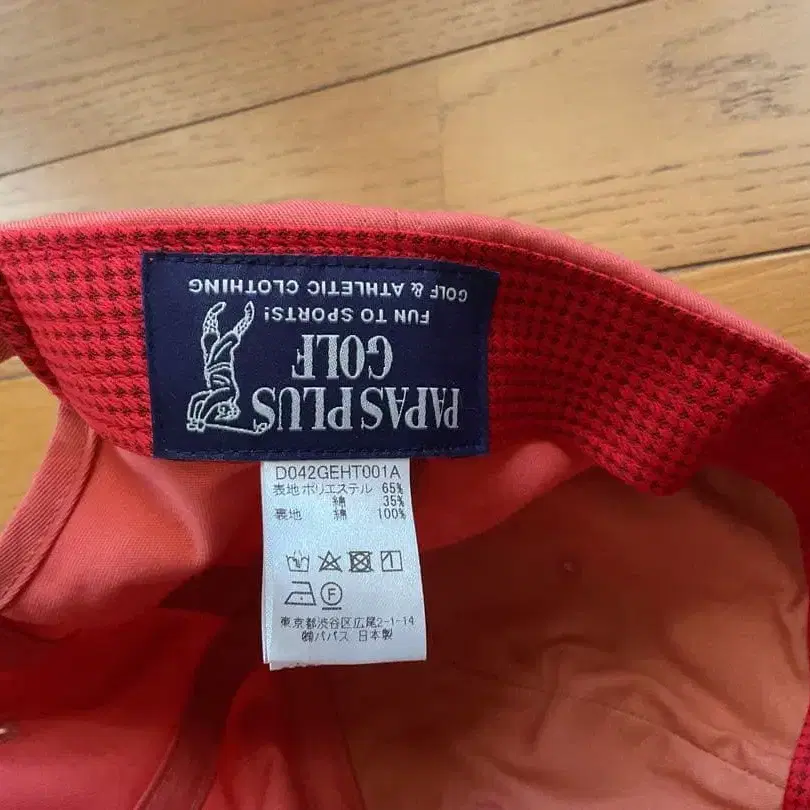 PAPAS PLUS
GOLF
FUN TO SPORTS!
GOLF & ATHLETIC CLOTHING
D042GEHT001A
表地 ポリエステル 65%
綿 35%
裏地 綿 100%
F
東京都渋谷区広尾2-1-14
㈱パパス 日本製